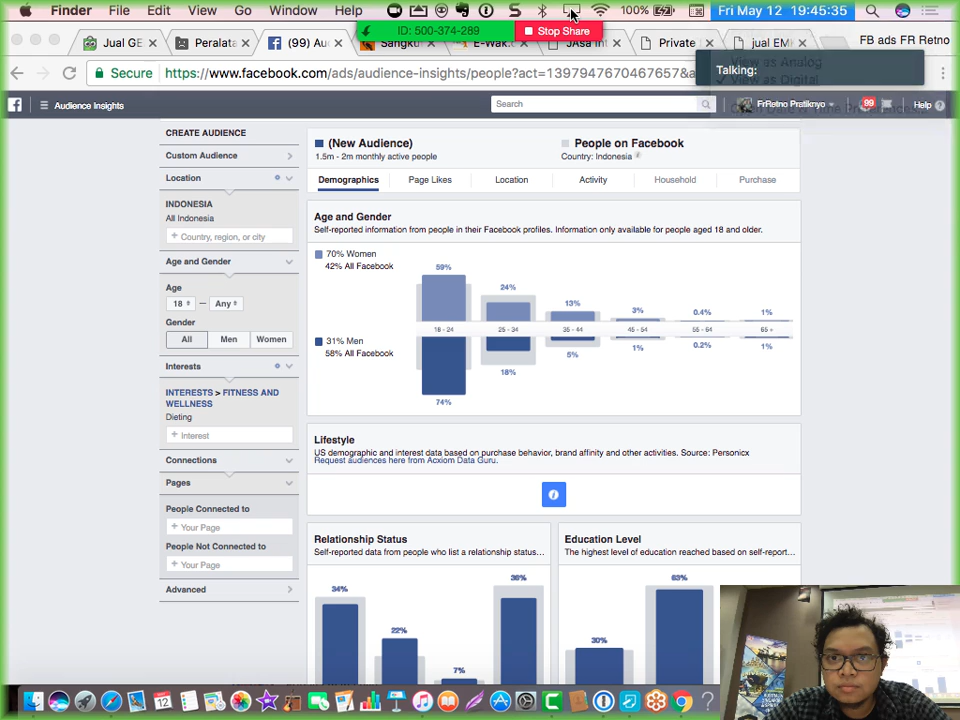 Finder File Edit View Go Window Help 100% Fri May 12 19:45:35
ID: 500-374-289 Stop Share
Jual GE Peralata (99) Au Sangku E-Wak. JAsa I Private jual EM FB ads FR Retno
Secure https://www.facebook.com/ads/audience-insights/people?act=1397947670467657&a
View as Analog
Talking:
View as Digital
Audience Insights Search FrRetno Pratiknyo 99 Help
CREATE AUDIENCE
Custom Audience
Location
INDONESIA
All Indonesia
+ Country, region, or city
Age and Gender
Age
18 — Any
Gender
All Men Women
Interests
INTERESTS > FITNESS AND
WELLNESS
Dieting
+ Interest
Connections
Pages
People Connected to
+ Your Page
People Not Connected to
+ Your Page
Advanced
(New Audience)
1.5m - 2m monthly active people
People on Facebook
Country: Indonesia
Demographics Page Likes Location Activity Household Purchase
Age and Gender
Self-reported information from people in their Facebook profiles. Information only available for people aged 18 and older.
70% Women
42% All Facebook
59% 24% 13% 3% 0.4% 1%
18 - 24 25 - 34 35 - 44 45 - 54 55 - 64 65 +
31% Men
58% All Facebook
74% 18% 5% 1% 0.2% 1%
Lifestyle
US demographic and interest data based on purchase behavior, brand affinity and other activities. Source: Personicx
Request audiences here from Acxiom Data Guru.
Relationship Status
Self-reported data from people who list a relationship status...
34% 22% 7% 38%
Education Level
The highest level of education reached based on self-report...
30% 63%